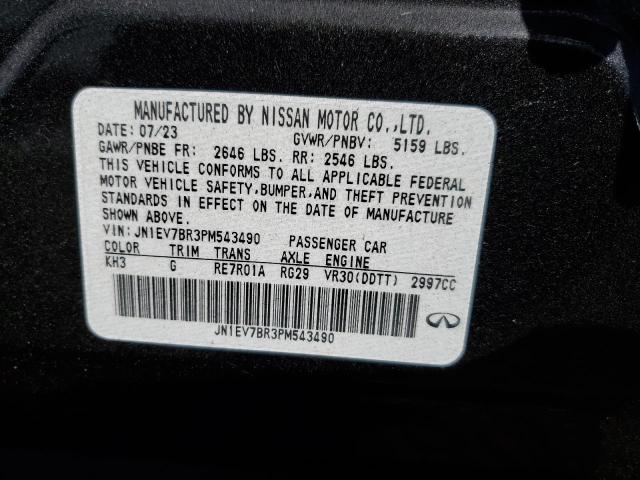 MANUFACTURED BY NISSAN MOTOR CO.,LTD.
DATE: 07/23 GVWR/PNBV: 5159 LBS.
GAWR/PNBE FR: 2646 LBS. RR: 2546 LBS.
THIS VEHICLE CONFORMS TO ALL APPLICABLE FEDERAL
MOTOR VEHICLE SAFETY,BUMPER,AND THEFT PREVENTION
STANDARDS IN EFFECT ON THE DATE OF MANUFACTURE
SHOWN ABOVE.
VIN:JN1EV7BR3PM543490 PASSENGER CAR
COLOR TRIM TRANS AXLE ENGINE
KH3 G RE7R01A RG29 VR30(DDTT) 2997CC
JN1EV7BR3PM543490